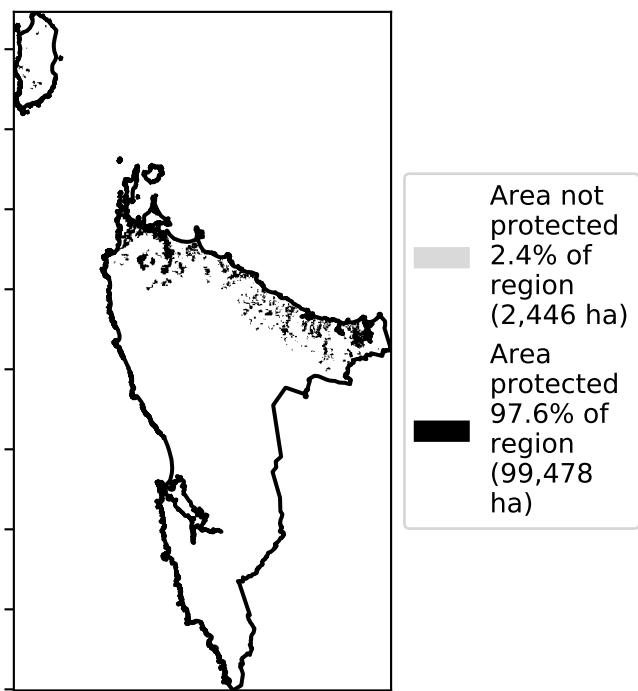 Area not
protected
2.4% of
region
(2,446 ha)
Area
protected
97.6% of
region
(99,478
ha)